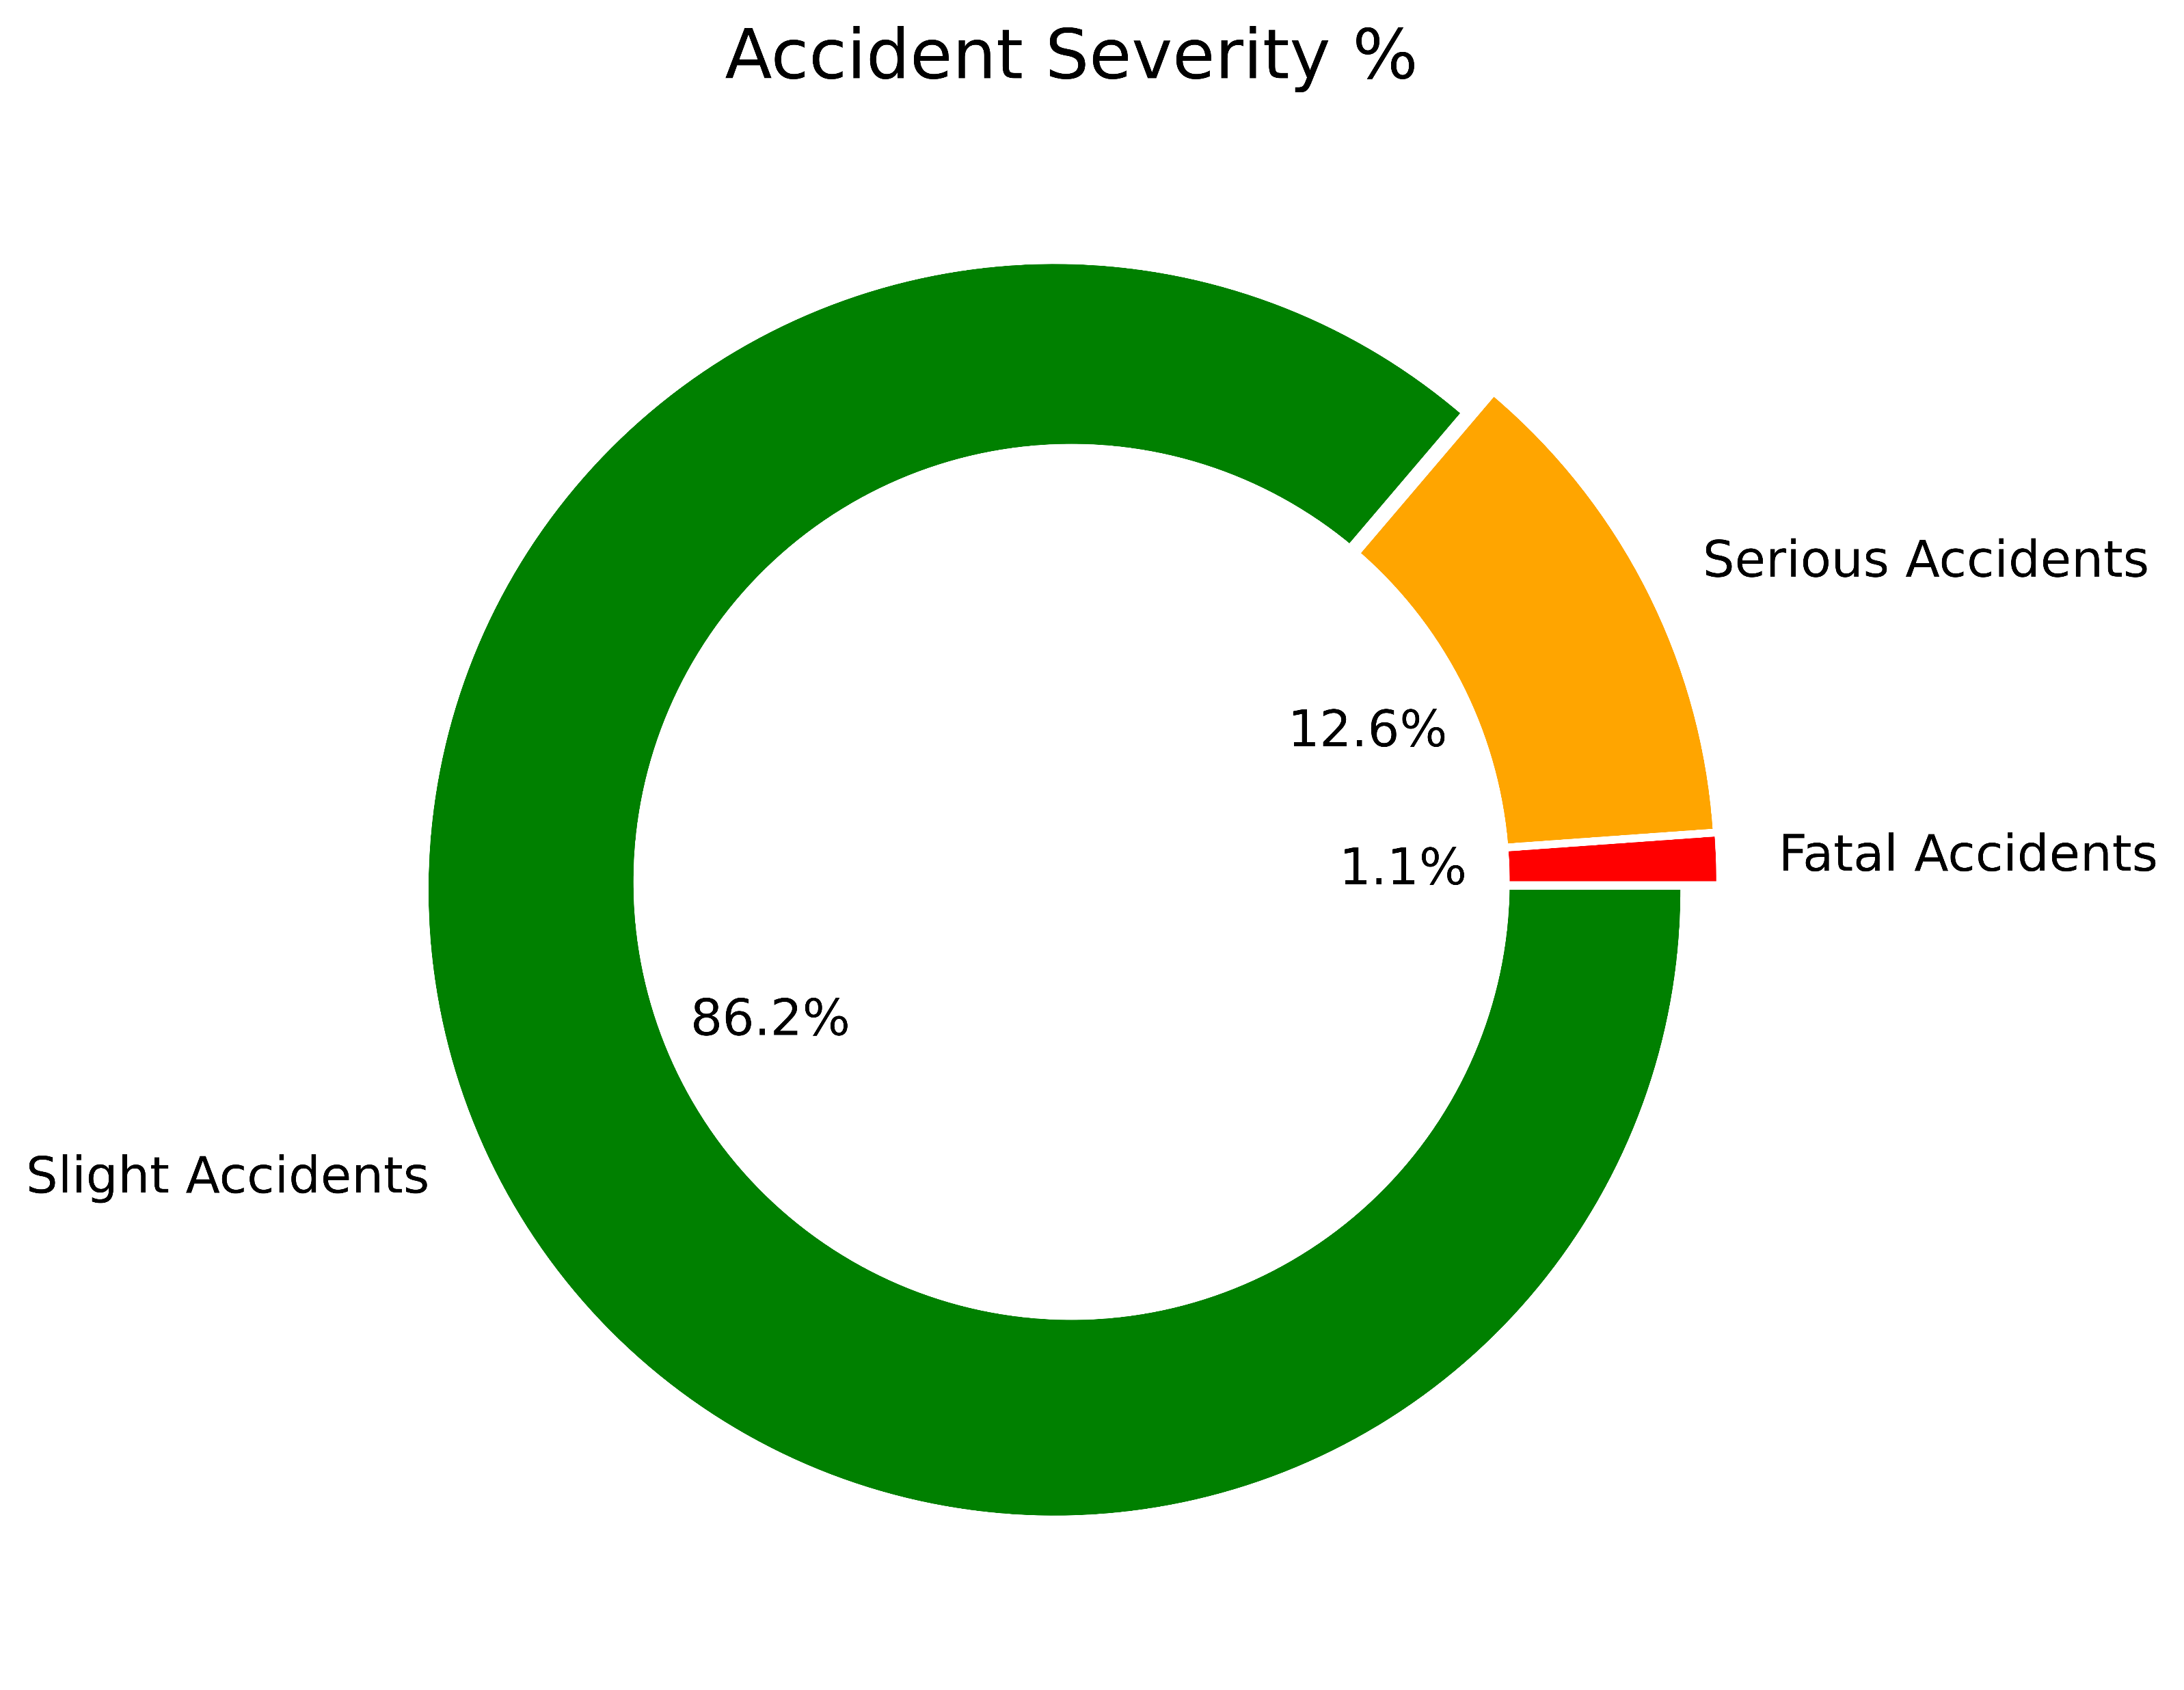 Accident Severity %
Serious Accidents
12.6%
Fatal Accidents
1.1%
86.2%
Slight Accidents